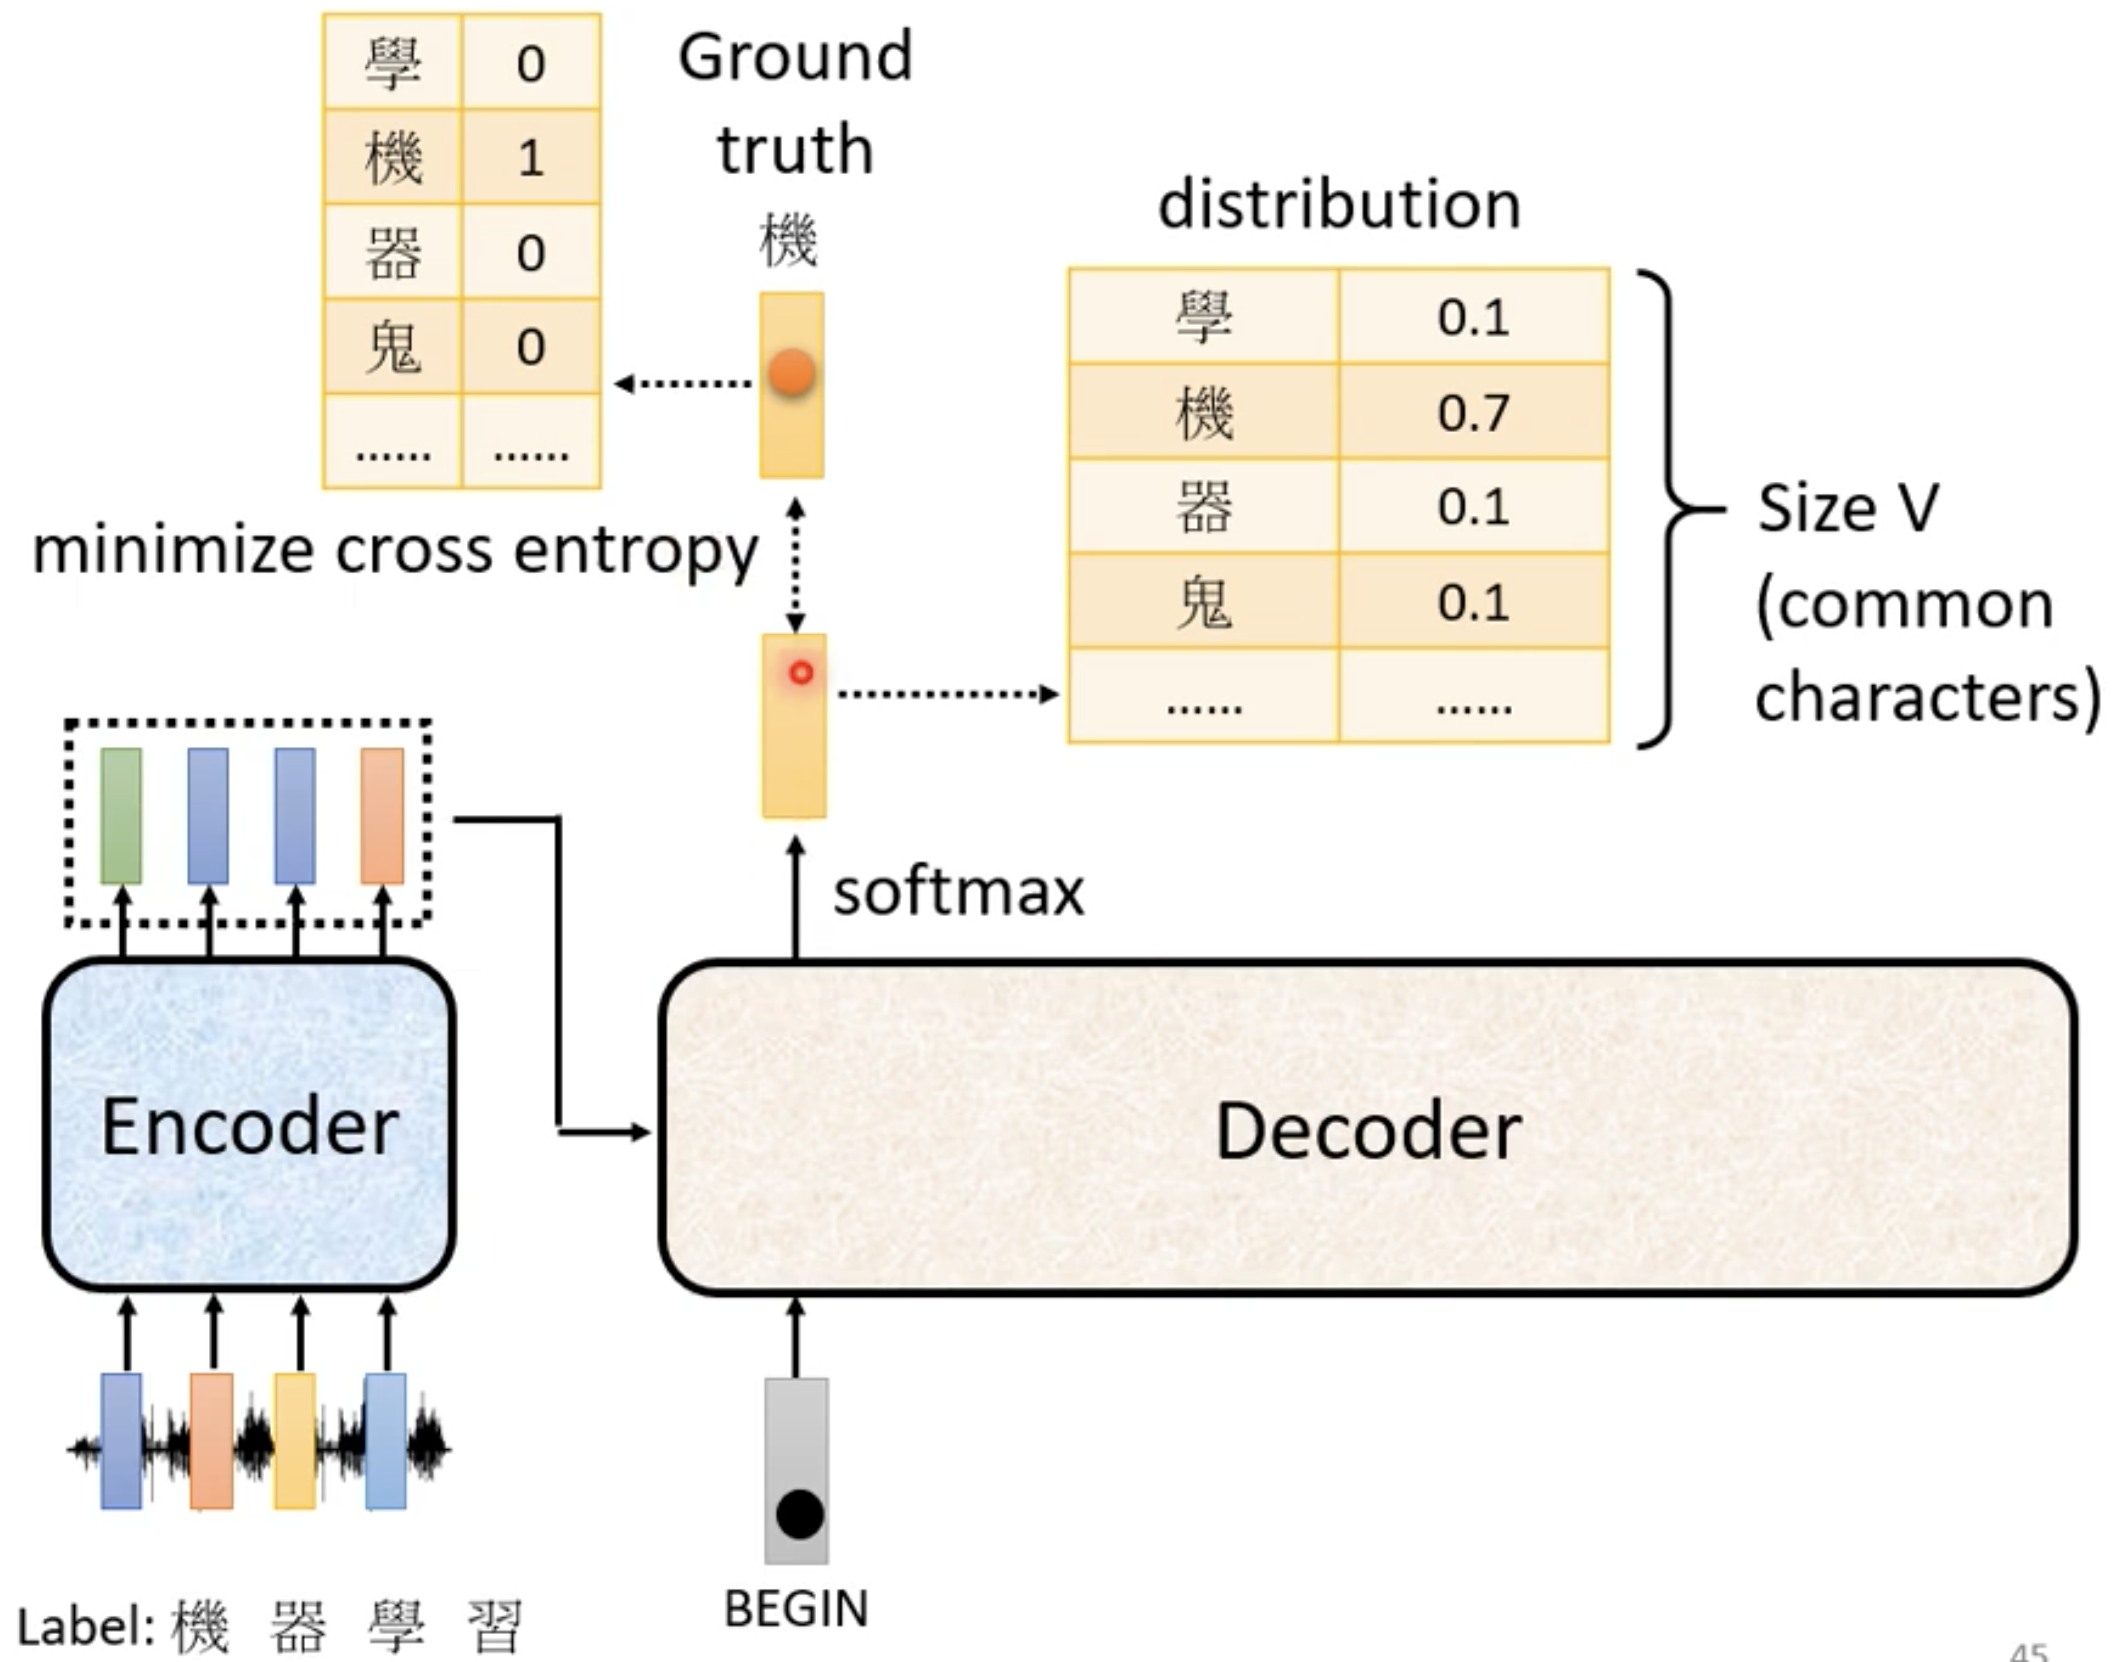 學 0
機 1
器 0
鬼 0
...... ......
Ground
truth
機
distribution
學 0.1
機 0.7
器 0.1
鬼 0.1
...... ......
Size V
(common
characters)
minimize cross entropy
softmax
Encoder
Decoder
BEGIN
Label: 機 器 學 習
45